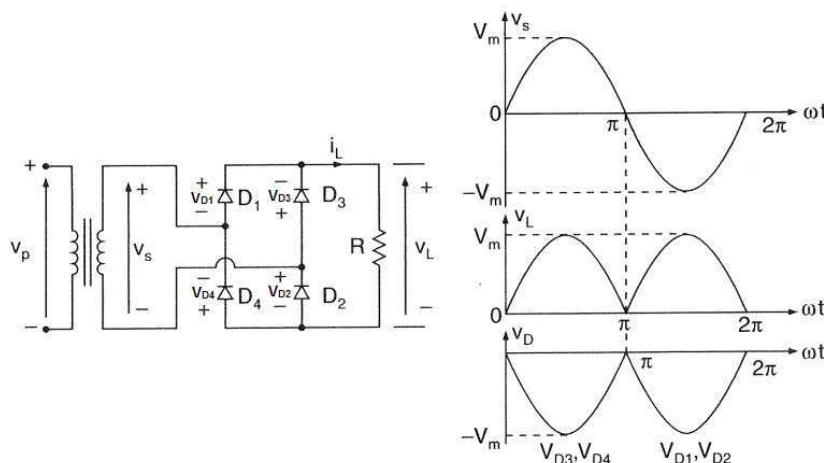 +
−
v_p
+
−
v_s
+
v_D1
−
D_1
−
v_D3
+
D_3
−
v_D4
+
D_4
+
v_D2
−
D_2
i_L
R
+
v_L
−
V_m
v_s
0
π
2π
ωt
−V_m
V_m
v_L
0
π
2π
ωt
v_D
π
2π
ωt
−V_m
V_D3,V_D4
V_D1,V_D2